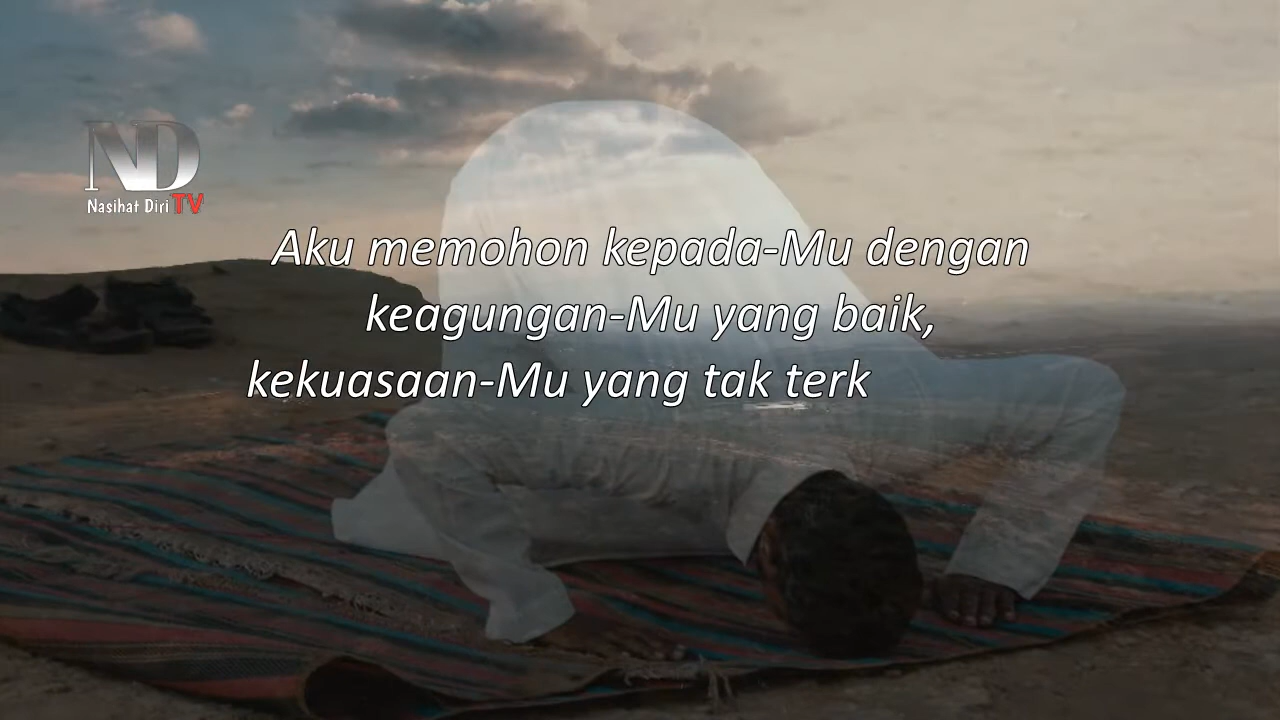 ND
Nasihat Diri TV
Aku memohon kepada-Mu dengan
keagungan-Mu yang baik,
kekuasaan-Mu yang tak terk